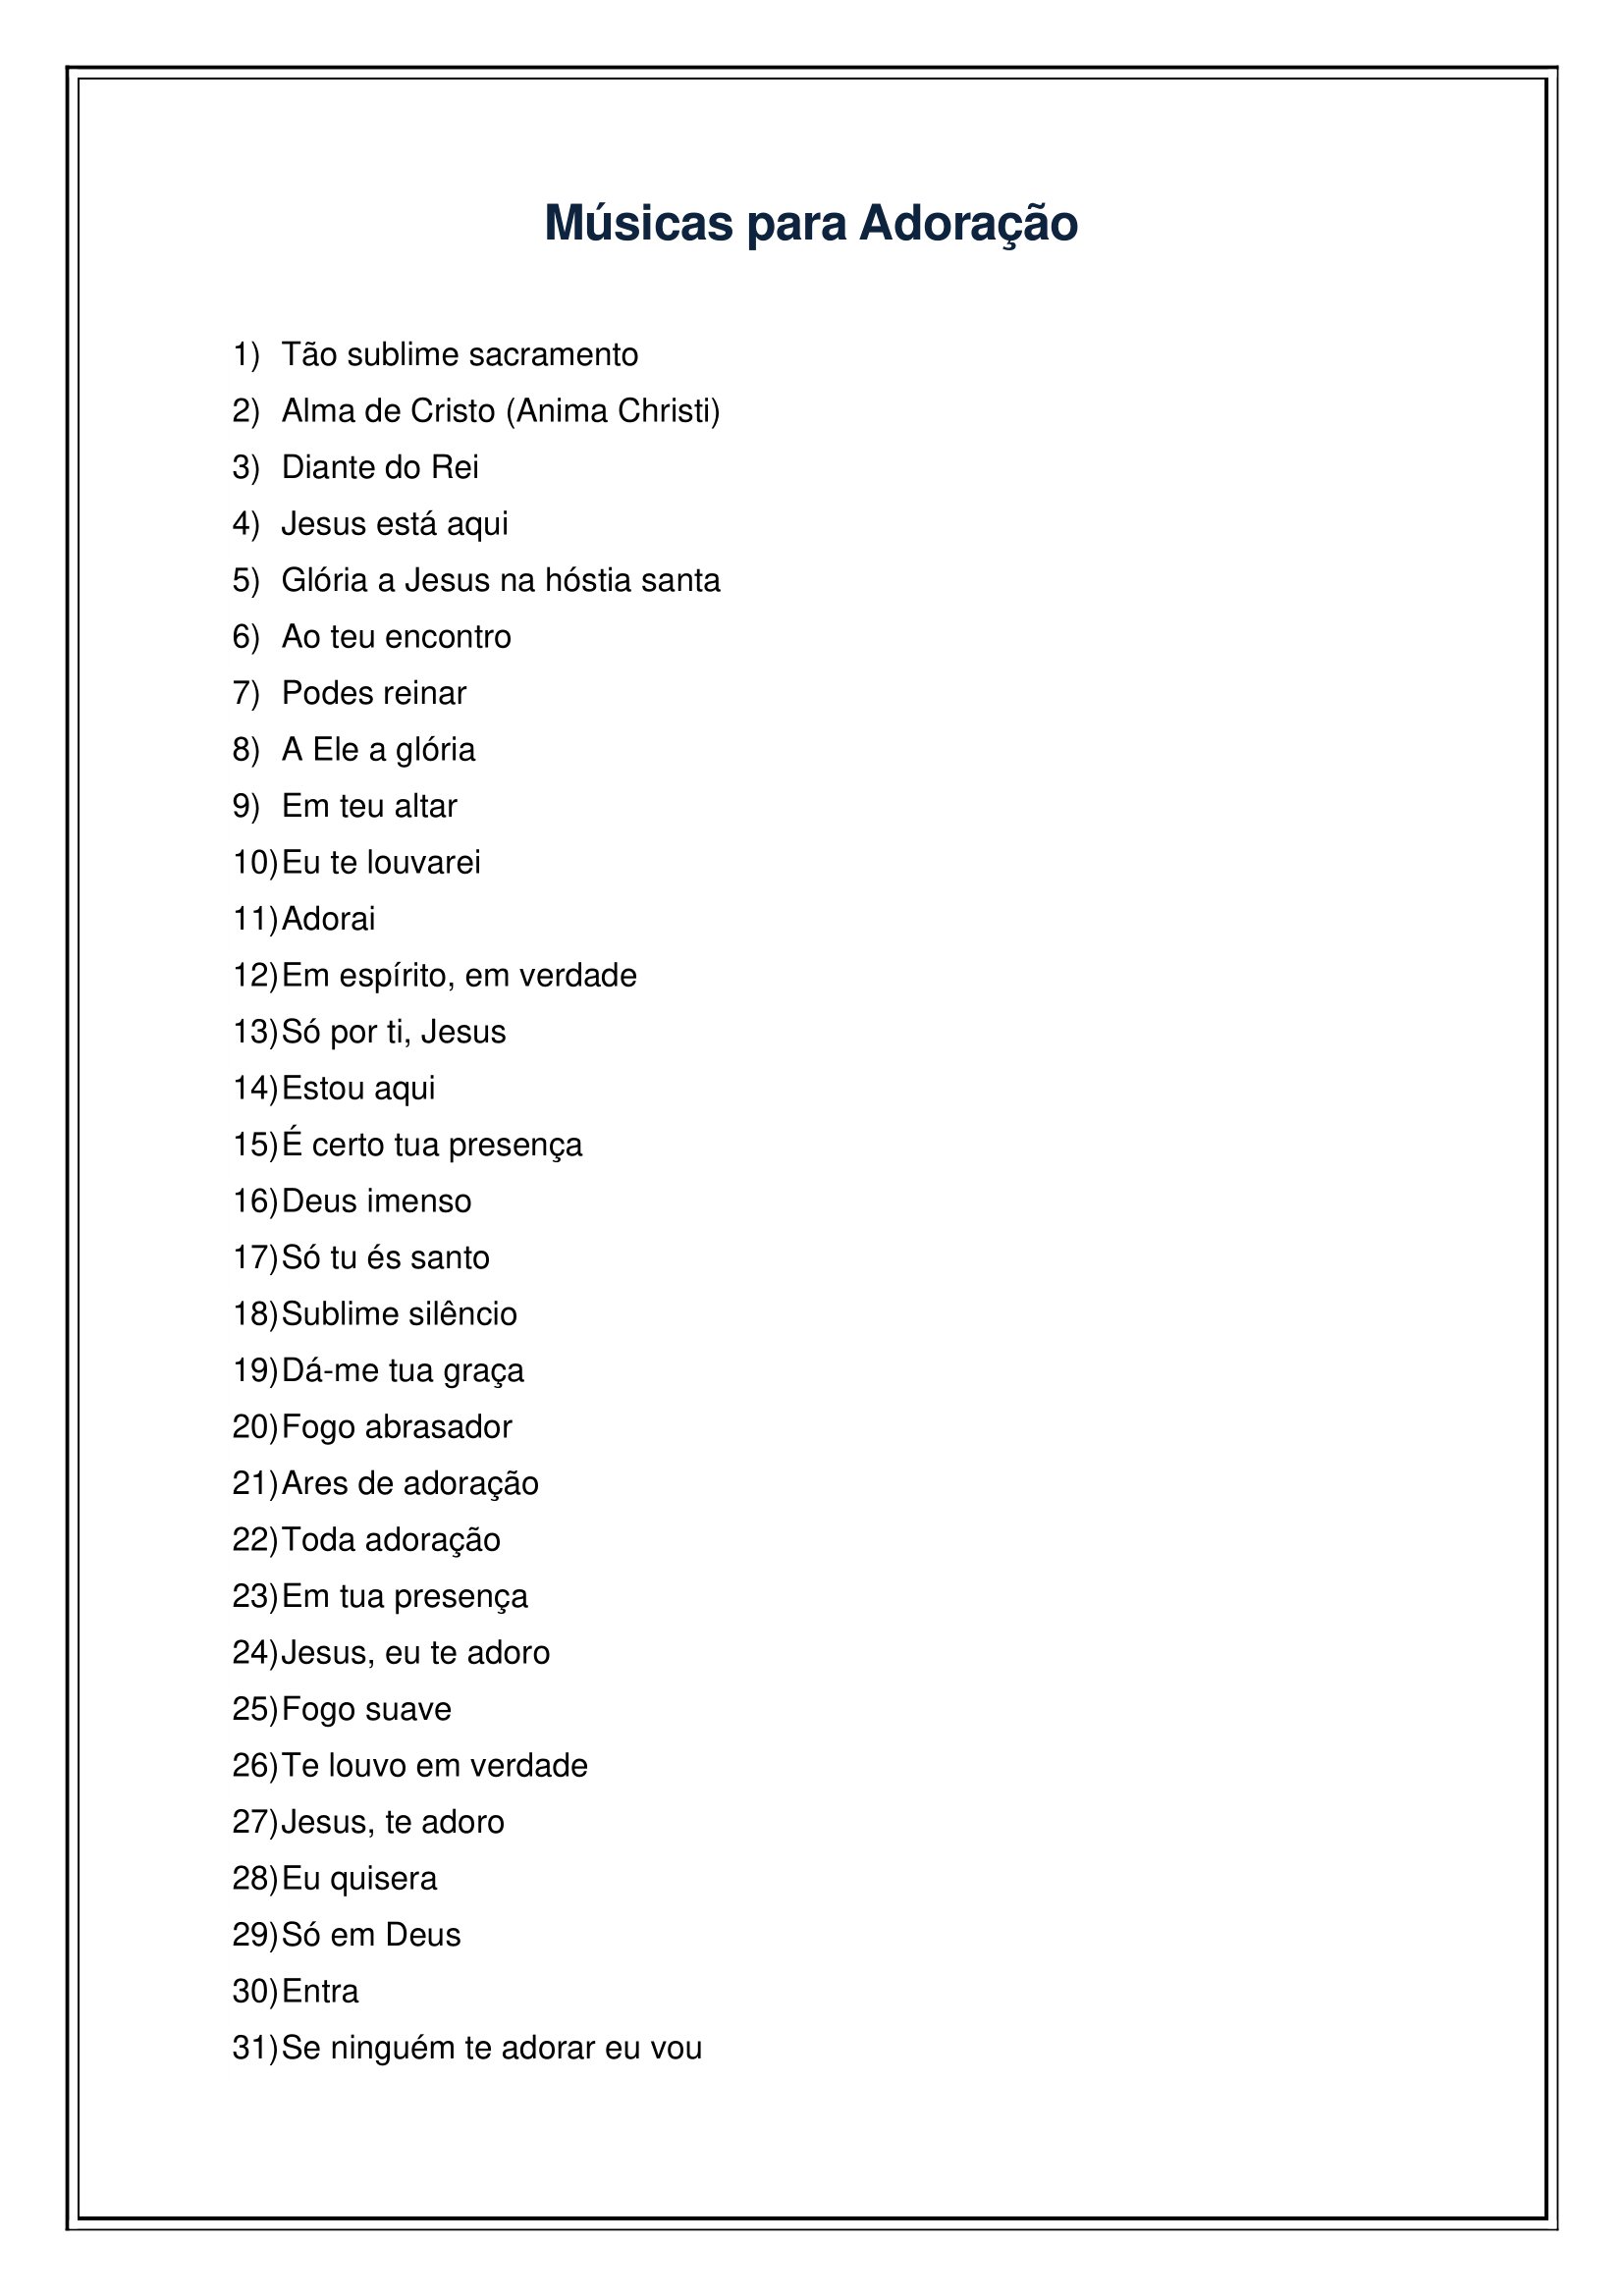 Músicas para Adoração
1) Tão sublime sacramento
2) Alma de Cristo (Anima Christi)
3) Diante do Rei
4) Jesus está aqui
5) Glória a Jesus na hóstia santa
6) Ao teu encontro
7) Podes reinar
8) A Ele a glória
9) Em teu altar
10) Eu te louvarei
11) Adorai
12) Em espírito, em verdade
13) Só por ti, Jesus
14) Estou aqui
15) É certo tua presença
16) Deus imenso
17) Só tu és santo
18) Sublime silêncio
19) Dá-me tua graça
20) Fogo abrasador
21) Ares de adoração
22) Toda adoração
23) Em tua presença
24) Jesus, eu te adoro
25) Fogo suave
26) Te louvo em verdade
27) Jesus, te adoro
28) Eu quisera
29) Só em Deus
30) Entra
31) Se ninguém te adorar eu vou